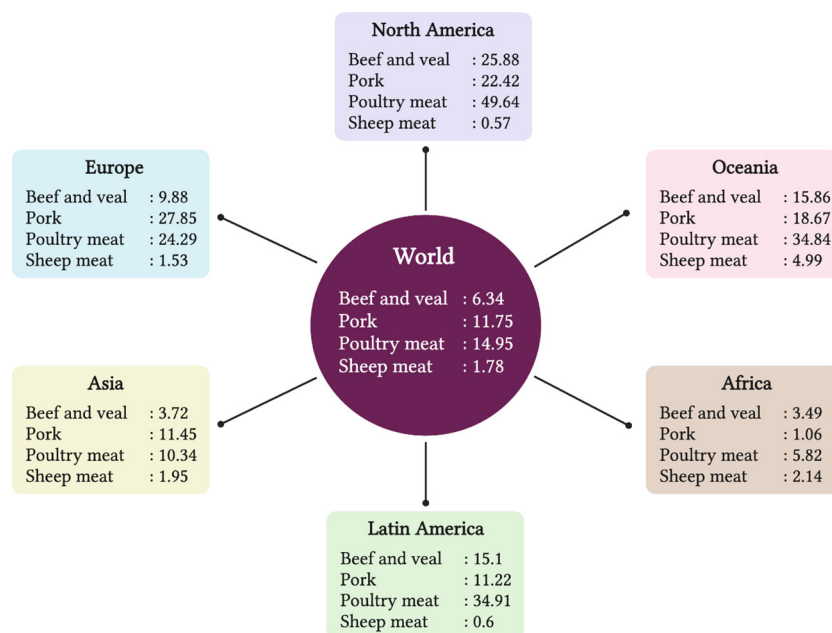 North America
Beef and veal : 25.88
Pork : 22.42
Poultry meat : 49.64
Sheep meat : 0.57
Europe
Beef and veal : 9.88
Pork : 27.85
Poultry meat : 24.29
Sheep meat : 1.53
Oceania
Beef and veal : 15.86
Pork : 18.67
Poultry meat : 34.84
Sheep meat : 4.99
World
Beef and veal : 6.34
Pork : 11.75
Poultry meat : 14.95
Sheep meat : 1.78
Asia
Beef and veal : 3.72
Pork : 11.45
Poultry meat : 10.34
Sheep meat : 1.95
Africa
Beef and veal : 3.49
Pork : 1.06
Poultry meat : 5.82
Sheep meat : 2.14
Latin America
Beef and veal : 15.1
Pork : 11.22
Poultry meat : 34.91
Sheep meat : 0.6